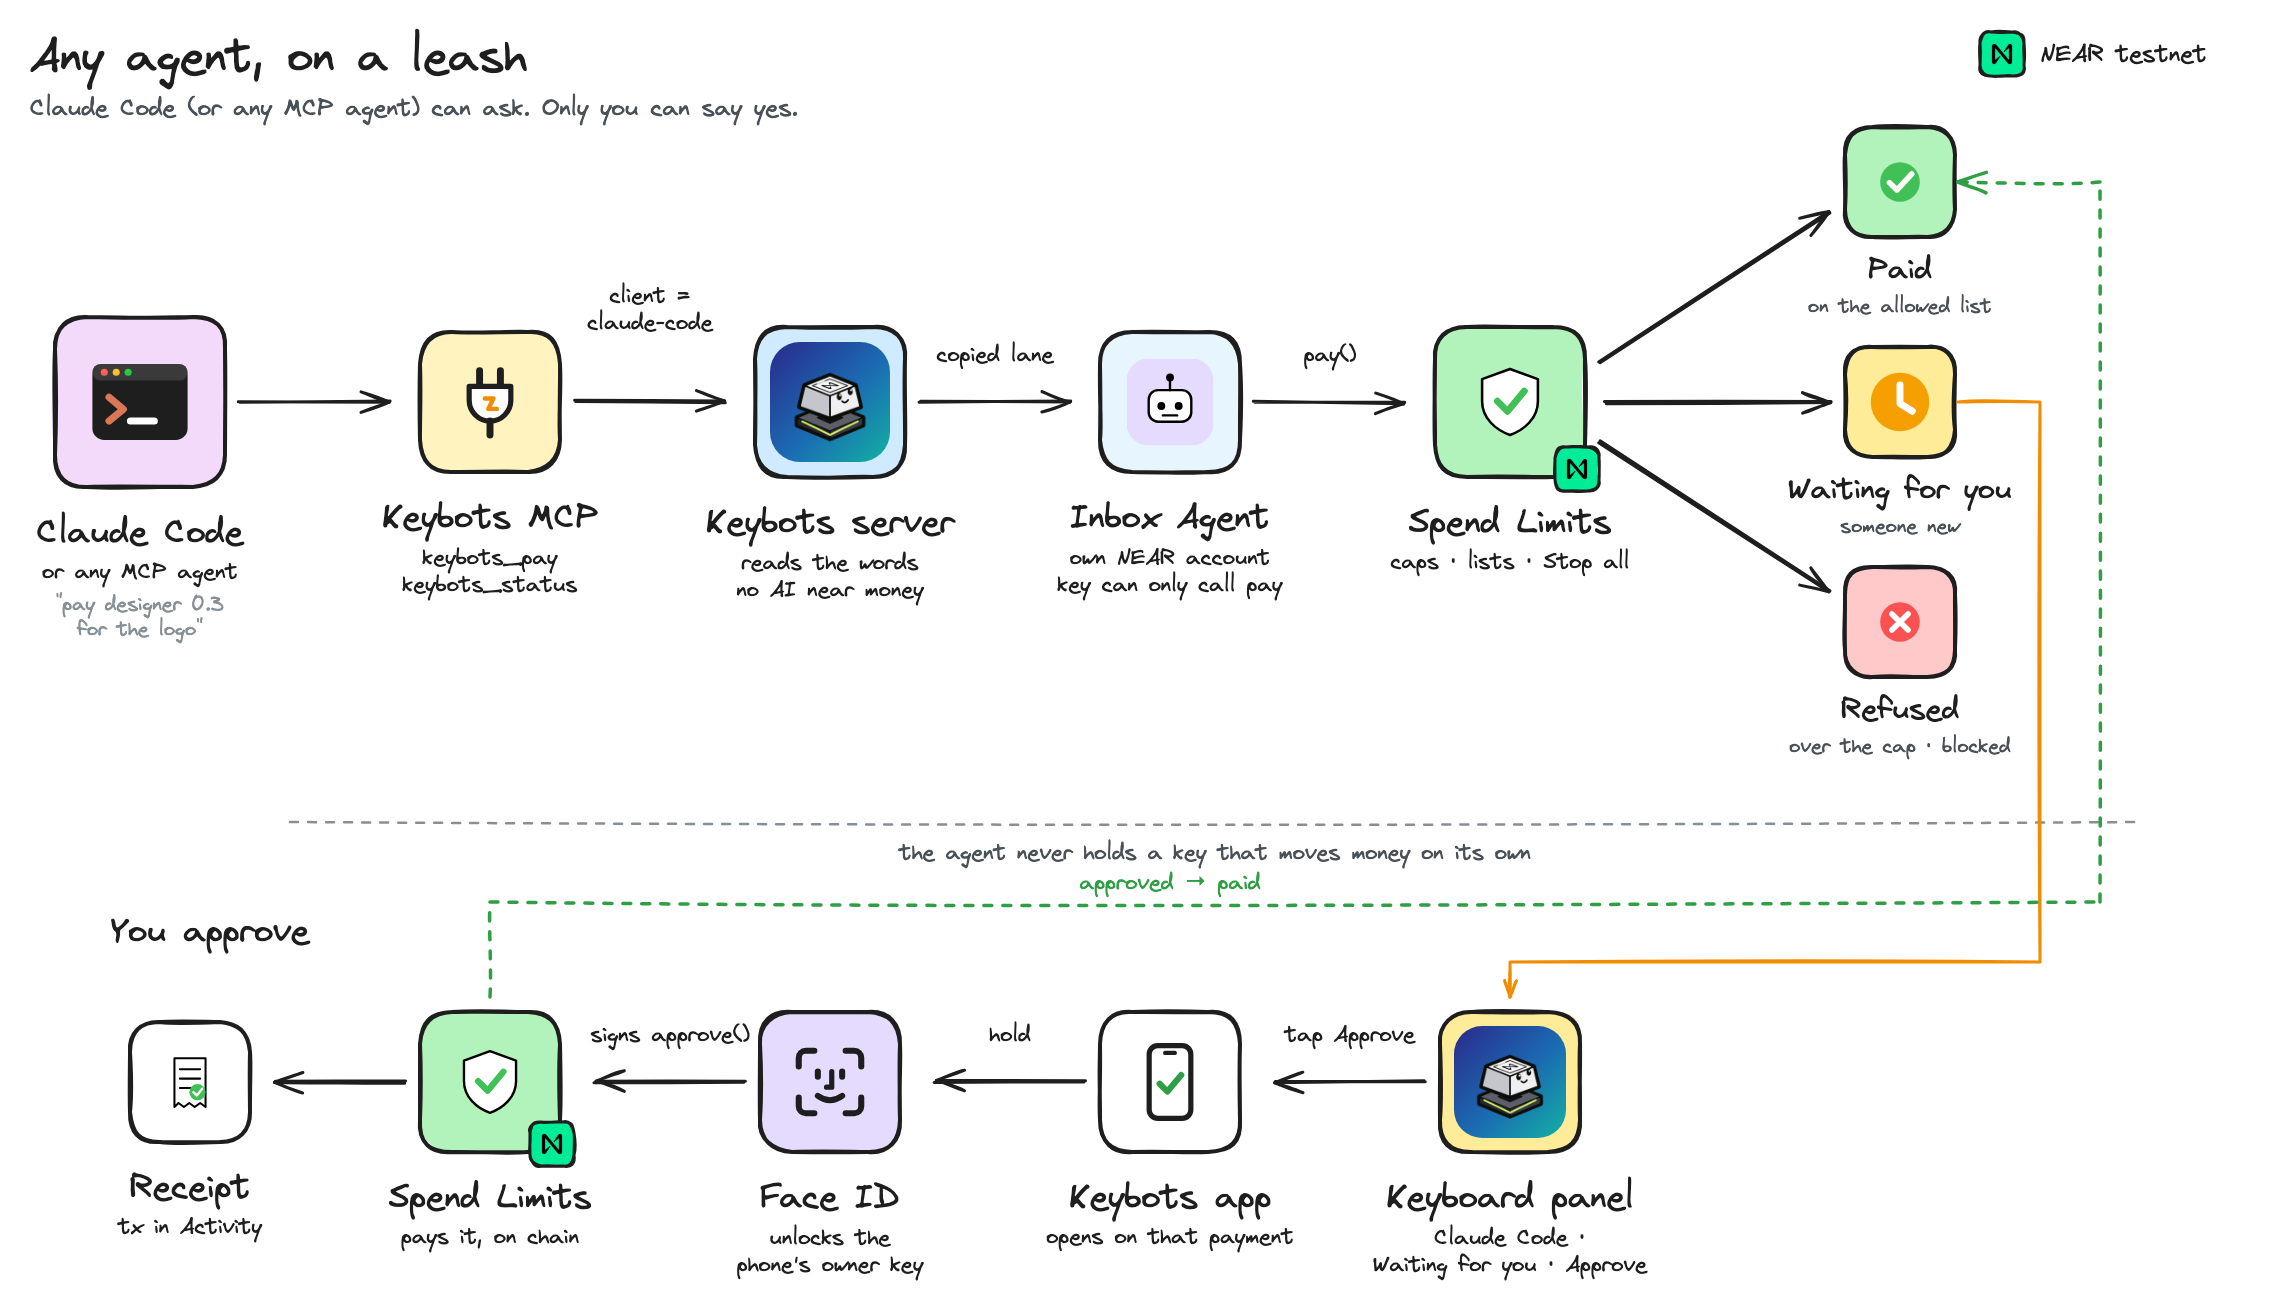 Any agent, on a leash
Claude Code (or any MCP agent) can ask. Only you can say yes.
NEAR testnet
client =
claude-code
copied lane
pay()
Claude Code
or any MCP agent
"pay designer 0.3
for the logo"
Keybots MCP
keybots_pay
keybots_status
Keybots server
reads the words
no AI near money
Inbox Agent
own NEAR account
key can only call pay
Spend Limits
caps · lists · Stop all
Paid
on the allowed list
Waiting for you
someone new
Refused
over the cap · blocked
the agent never holds a key that moves money on its own
approved → paid
You approve
signs approve()
hold
tap Approve
Receipt
tx in Activity
Spend Limits
pays it, on chain
Face ID
unlocks the
phone's owner key
Keybots app
opens on that payment
Keyboard panel
Claude Code ·
Waiting for you · Approve